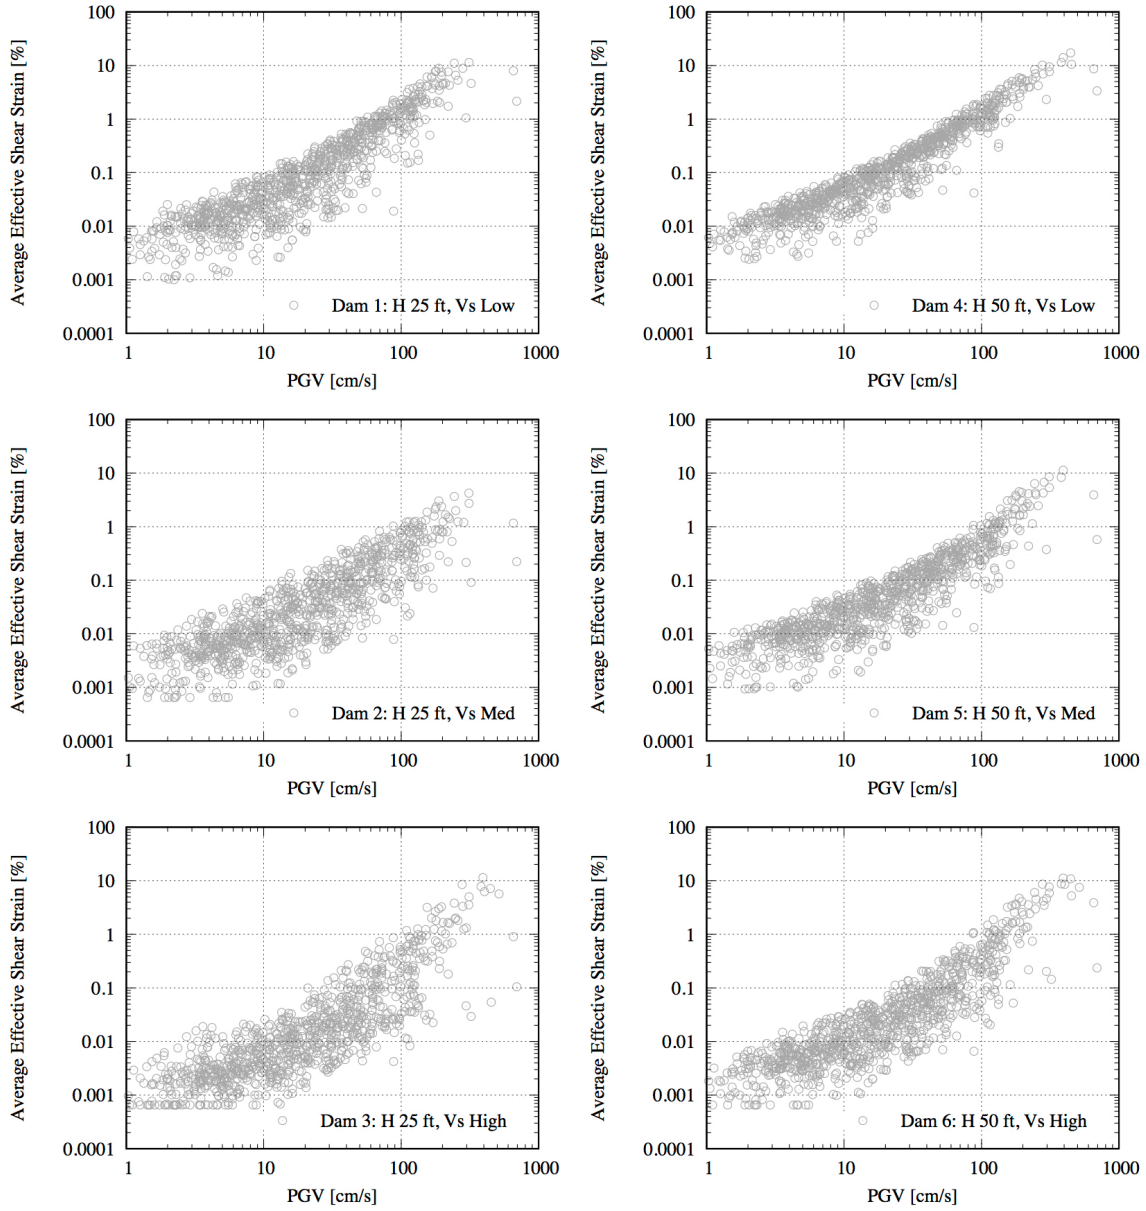 Average Effective Shear Strain [%]
100
10
1
0.1
0.01
0.001
0.0001
Dam 1: H 25 ft, Vs Low
1 10 100 1000
PGV [cm/s]
Average Effective Shear Strain [%]
100
10
1
0.1
0.01
0.001
0.0001
Dam 4: H 50 ft, Vs Low
1 10 100 1000
PGV [cm/s]
Average Effective Shear Strain [%]
100
10
1
0.1
0.01
0.001
0.0001
Dam 2: H 25 ft, Vs Med
1 10 100 1000
PGV [cm/s]
Average Effective Shear Strain [%]
100
10
1
0.1
0.01
0.001
0.0001
Dam 5: H 50 ft, Vs Med
1 10 100 1000
PGV [cm/s]
Average Effective Shear Strain [%]
100
10
1
0.1
0.01
0.001
0.0001
Dam 3: H 25 ft, Vs High
1 10 100 1000
PGV [cm/s]
Average Effective Shear Strain [%]
100
10
1
0.1
0.01
0.001
0.0001
Dam 6: H 50 ft, Vs High
1 10 100 1000
PGV [cm/s]